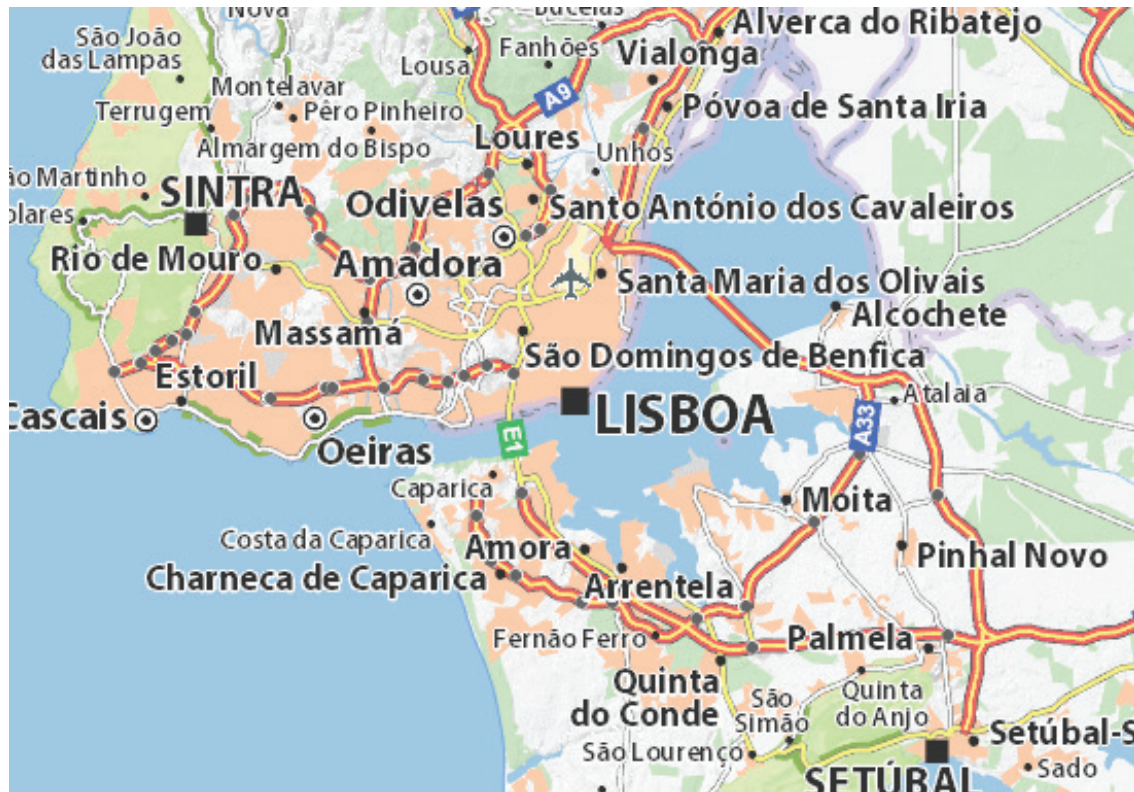 Nova
Bucelas
Alverca do Ribatejo
São João
das Lampas
Fanhões
Vialonga
Lousa
Montelavar
A9
Terrugem
Pêro Pinheiro
Póvoa de Santa Iria
Almargem do Bispo
Loures
Unhos
ão Martinho
SINTRA
olares
Odivelas
Santo António dos Cavaleiros
Rio de Mouro
Amadora
Santa Maria dos Olivais
Massamá
Alcochete
Estoril
São Domingos de Benfica
Atalaia
Cascais
LISBOA
A33
Oeiras
E1
Caparica
Moita
Costa da Caparica
Amora
Pinhal Novo
Charneca de Caparica
Arrentela
Fernão Ferro
Palmela
Quinta
do Conde
São
Simão
Quinta
do Anjo
São Lourenço
Setúbal-S
SETÚBAL
Sado